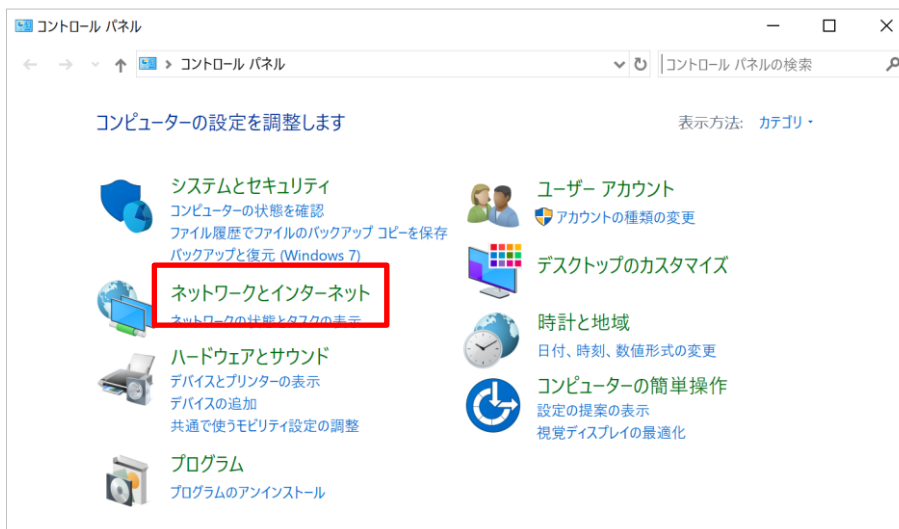 コントロール パネル
コントロール パネル
コントロール パネルの検索
コンピューターの設定を調整します
表示方法: カテゴリ
システムとセキュリティ
コンピューターの状態を確認
ファイル履歴でファイルのバックアップ コピーを保存
バックアップと復元 (Windows 7)
ネットワークとインターネット
ネットワークの状態とタスクの表示
ハードウェアとサウンド
デバイスとプリンターの表示
デバイスの追加
共通で使うモビリティ設定の調整
プログラム
プログラムのアンインストール
ユーザー アカウント
アカウントの種類の変更
デスクトップのカスタマイズ
時計と地域
日付、時刻、数値形式の変更
コンピューターの簡単操作
設定の提案の表示
視覚ディスプレイの最適化